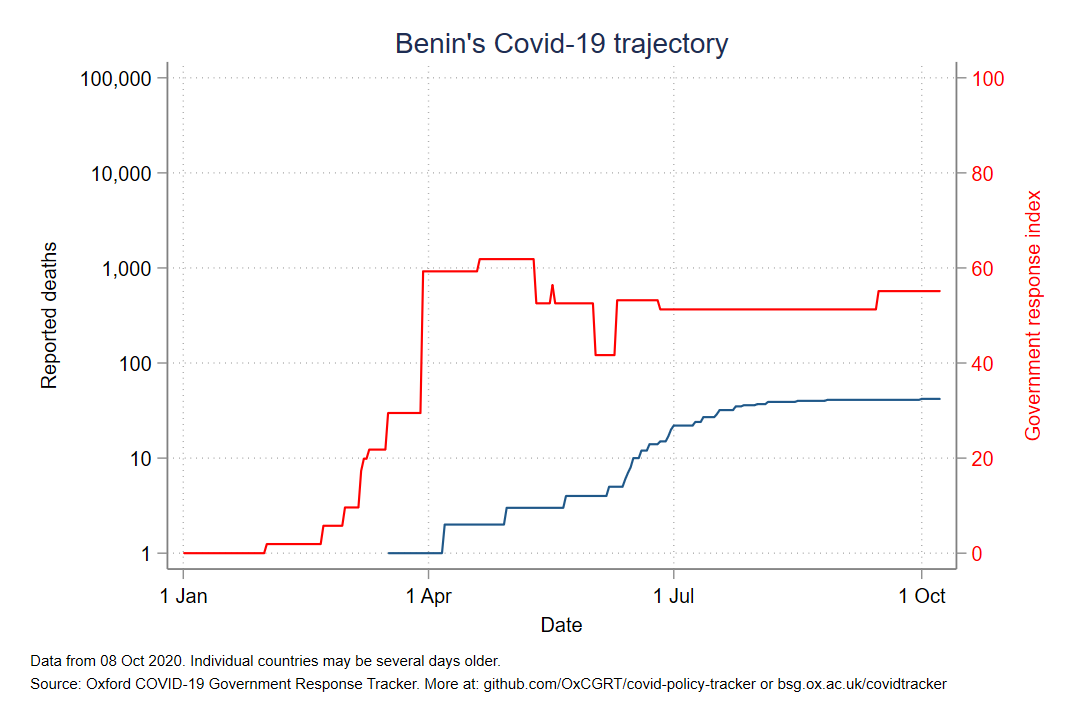 Benin's Covid-19 trajectory
100,000
10,000
1,000
100
10
1
Reported deaths
100
80
60
40
20
0
Government response index
1 Jan
1 Apr
1 Jul
1 Oct
Date
Data from 08 Oct 2020. Individual countries may be several days older.
Source: Oxford COVID-19 Government Response Tracker. More at: github.com/OxCGRT/covid-policy-tracker or bsg.ox.ac.uk/covidtracker